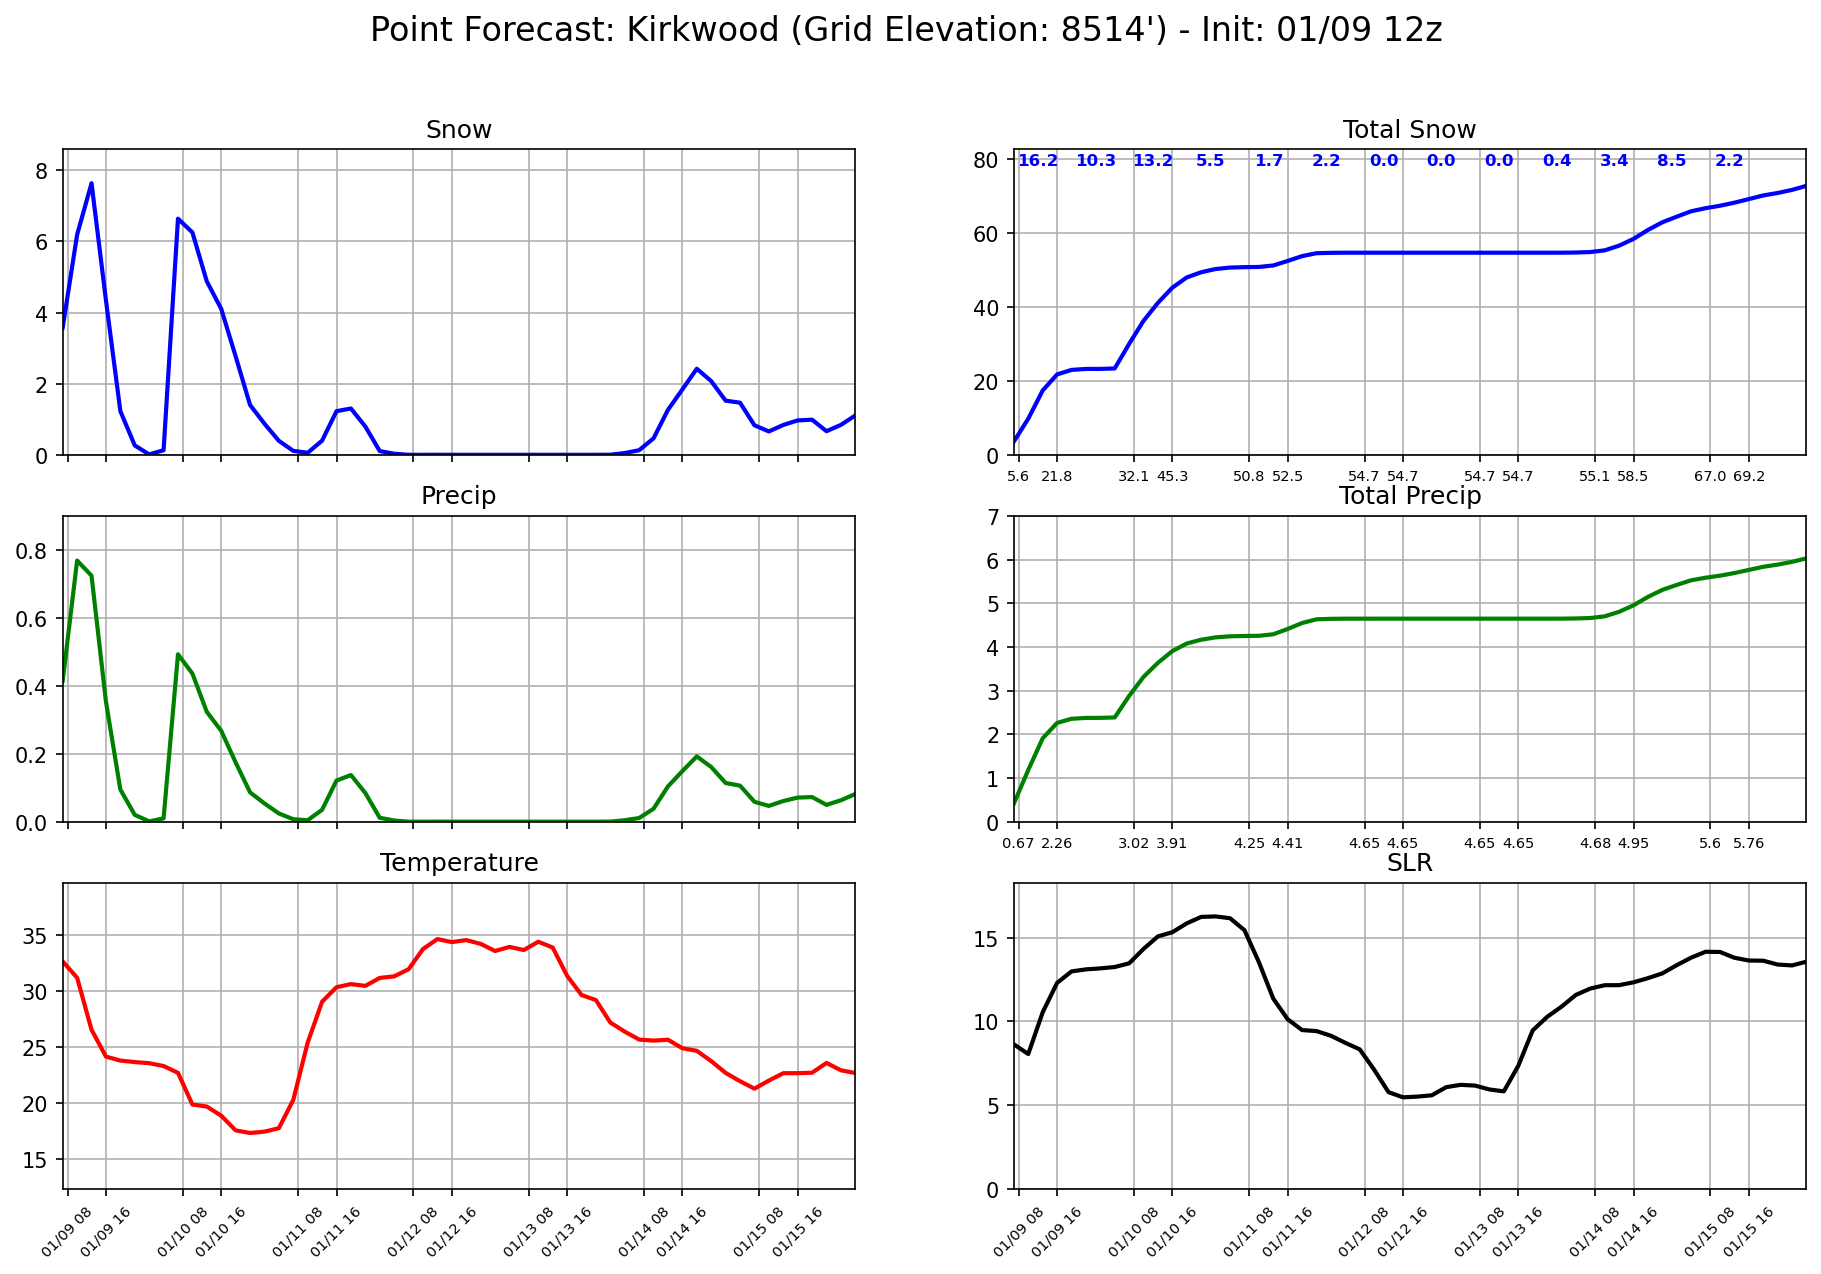 Point Forecast: Kirkwood (Grid Elevation: 8514') - Init: 01/09 12z
Snow
8
6
4
2
0
Total Snow
16.2 10.3 13.2 5.5 1.7 2.2 0.0 0.0 0.0 0.4 3.4 8.5 2.2
80
60
40
20
0
5.6 21.8 32.1 45.3 50.8 52.5 54.7 54.7 54.7 54.7 55.1 58.5 67.0 69.2
Precip
0.8
0.6
0.4
0.2
0.0
Total Precip
7
6
5
4
3
2
1
0
0.67 2.26 3.02 3.91 4.25 4.41 4.65 4.65 4.65 4.65 4.68 4.95 5.6 5.76
Temperature
35
30
25
20
15
01/09 08 01/09 16 01/10 08 01/10 16 01/11 08 01/11 16 01/12 08 01/12 16 01/13 08 01/13 16 01/14 08 01/14 16 01/15 08 01/15 16
SLR
15
10
5
0
01/09 08 01/09 16 01/10 08 01/10 16 01/11 08 01/11 16 01/12 08 01/12 16 01/13 08 01/13 16 01/14 08 01/14 16 01/15 08 01/15 16